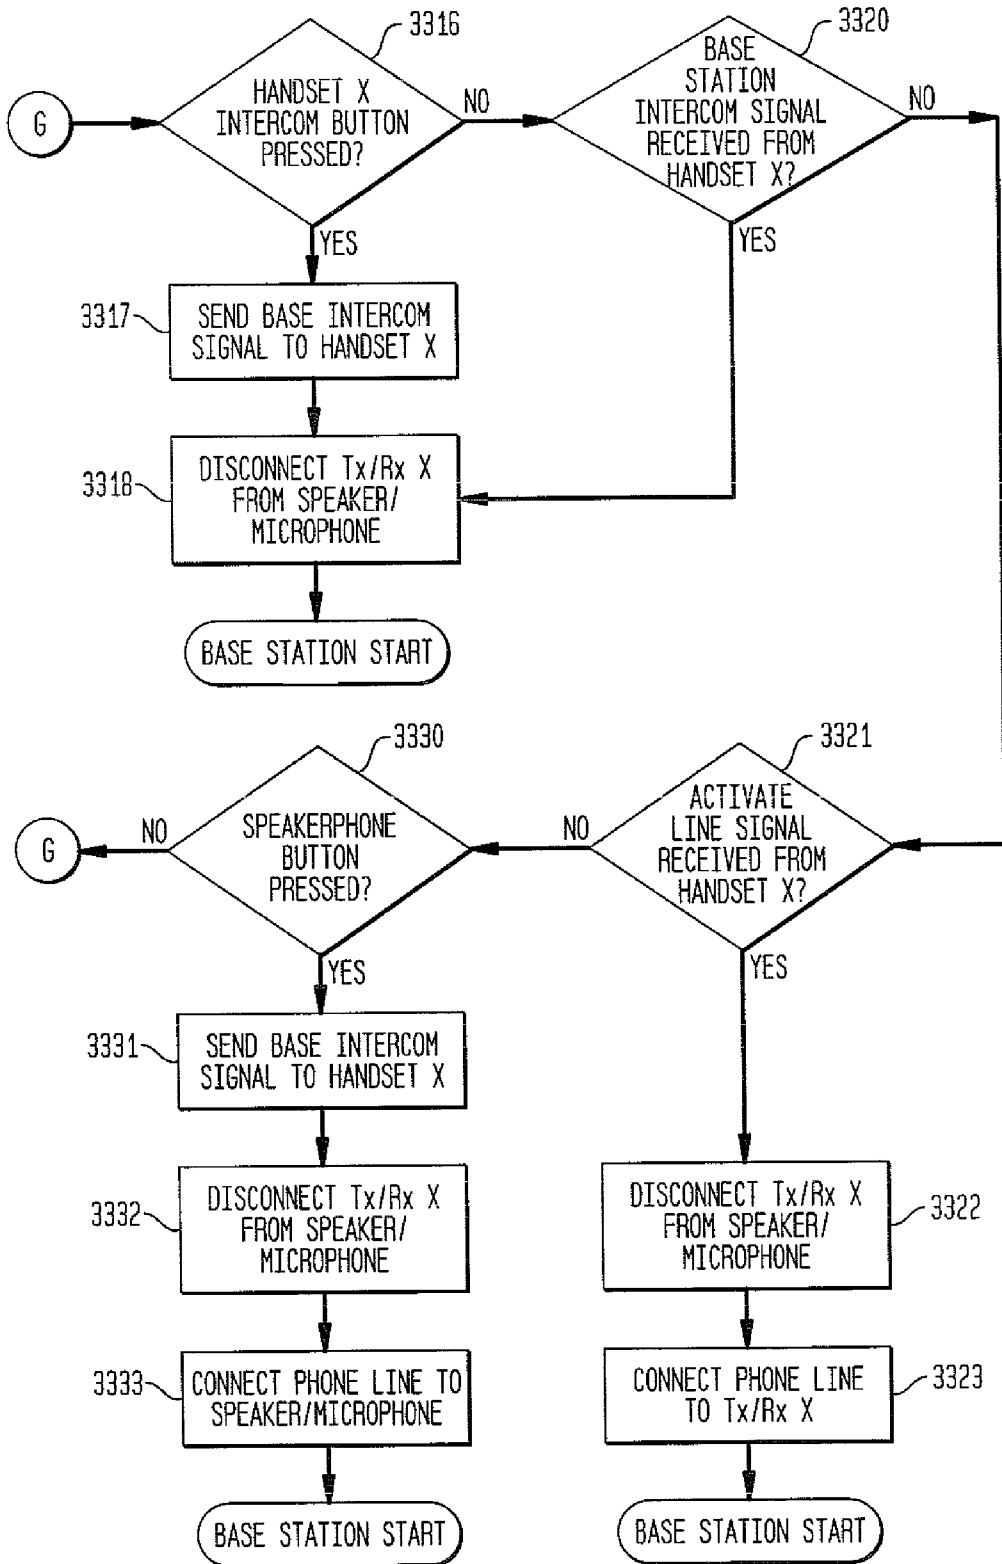 3316
3320
G
HANDSET X
INTERCOM BUTTON
PRESSED?
NO
BASE
STATION
INTERCOM SIGNAL
RECEIVED FROM
HANDSET X?
NO
YES
YES
3317
SEND BASE INTERCOM
SIGNAL TO HANDSET X
3318
DISCONNECT Tx/Rx X
FROM SPEAKER/
MICROPHONE
BASE STATION START
3330
3321
G
NO
SPEAKERPHONE
BUTTON
PRESSED?
NO
ACTIVATE
LINE SIGNAL
RECEIVED FROM
HANDSET X?
YES
YES
3331
SEND BASE INTERCOM
SIGNAL TO HANDSET X
3332
DISCONNECT Tx/Rx X
FROM SPEAKER/
MICROPHONE
DISCONNECT Tx/Rx X
FROM SPEAKER/
MICROPHONE
3322
3333
CONNECT PHONE LINE TO
SPEAKER/MICROPHONE
CONNECT PHONE LINE
TO Tx/Rx X
3323
BASE STATION START
BASE STATION START